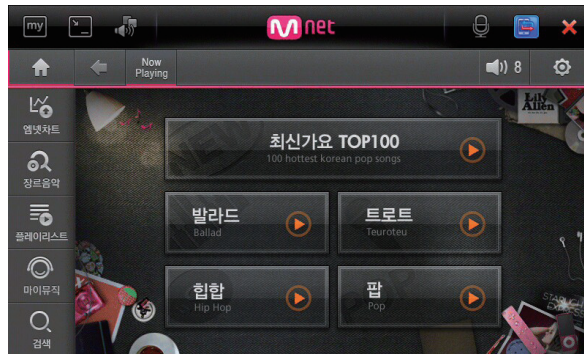 my
Mnet
Now
Playing
8
엠넷차트
장르음악
플레이리스트
마이뮤직
검색
Lily
Allen
NEW
최신가요 TOP100
100 hottest korean pop songs
발라드
Ballad
트로트
Teuroteu
힙합
Hip Hop
팝
Pop